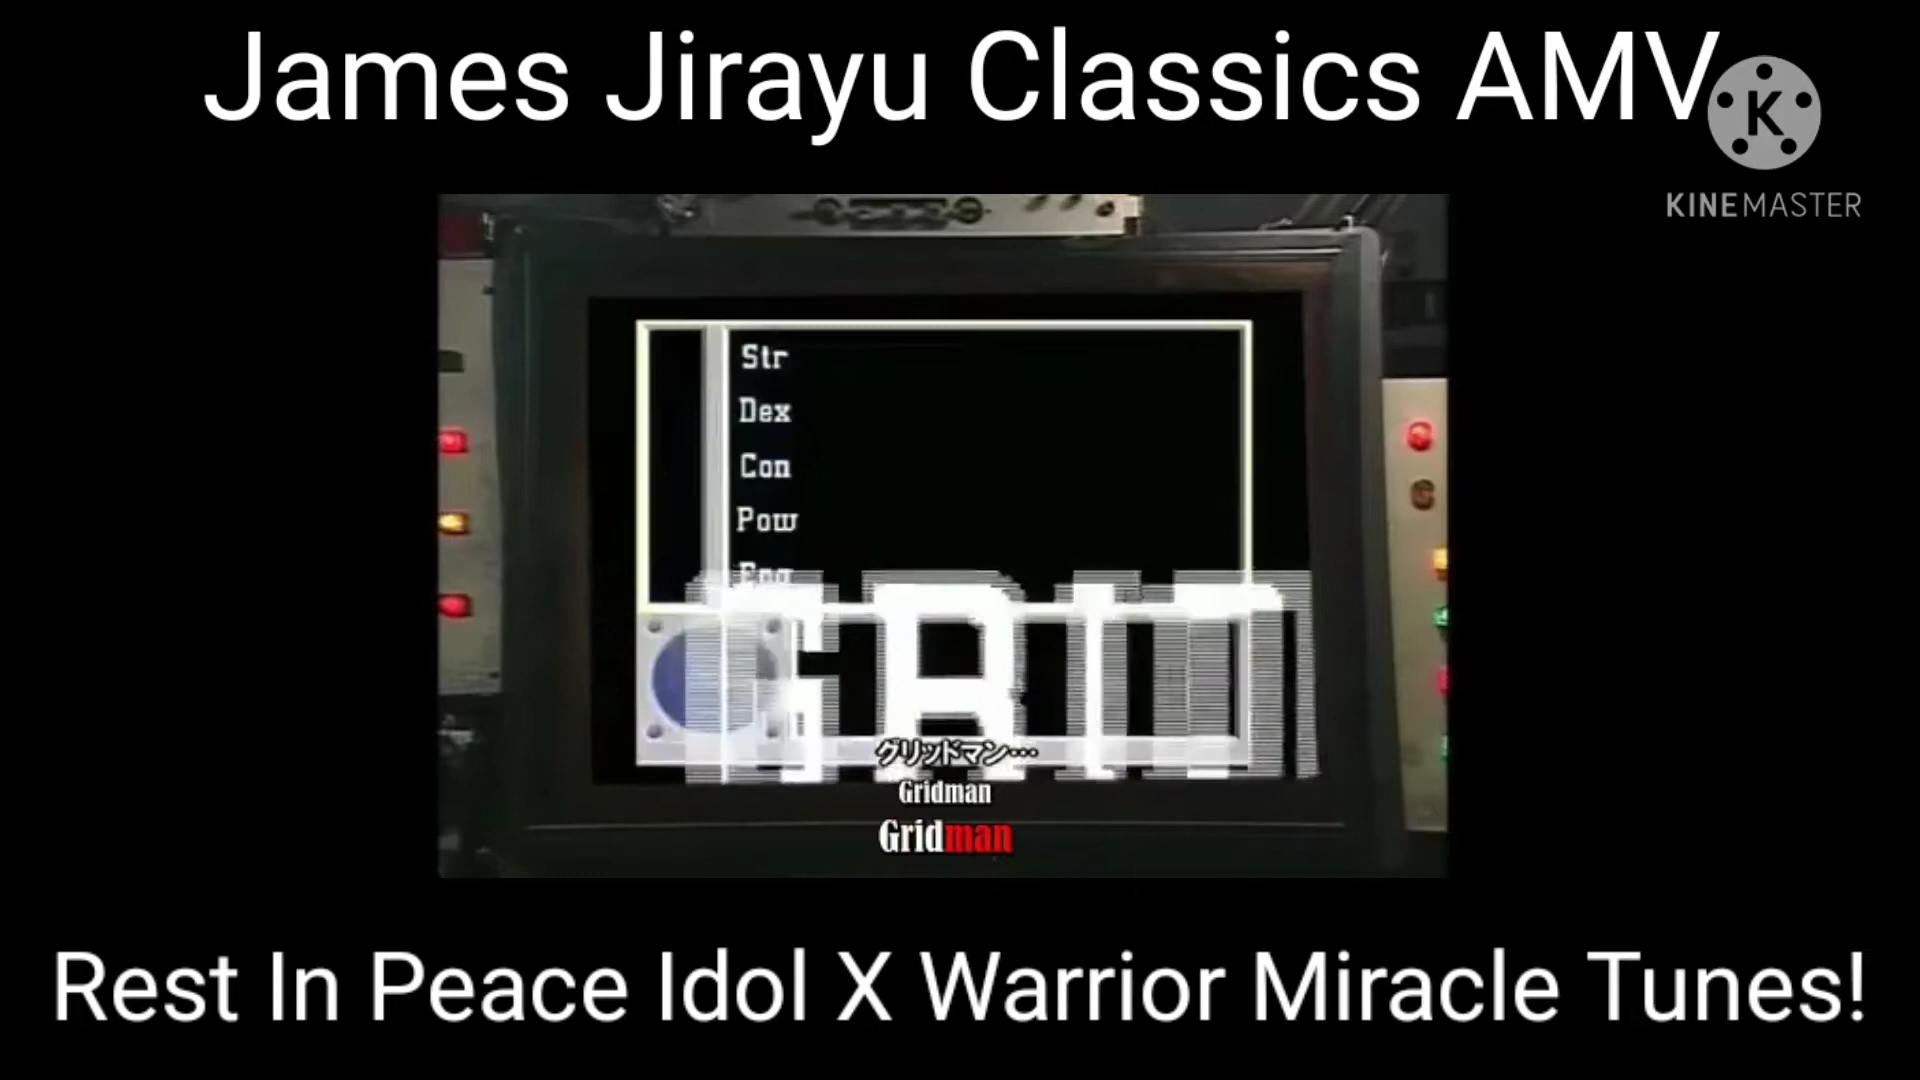 James Jirayu Classics AMV
K
KINEMASTER
Str
Dex
Con
Pow
GRID
グリッドマン…
Gridman
Gridman
Rest In Peace Idol X Warrior Miracle Tunes!